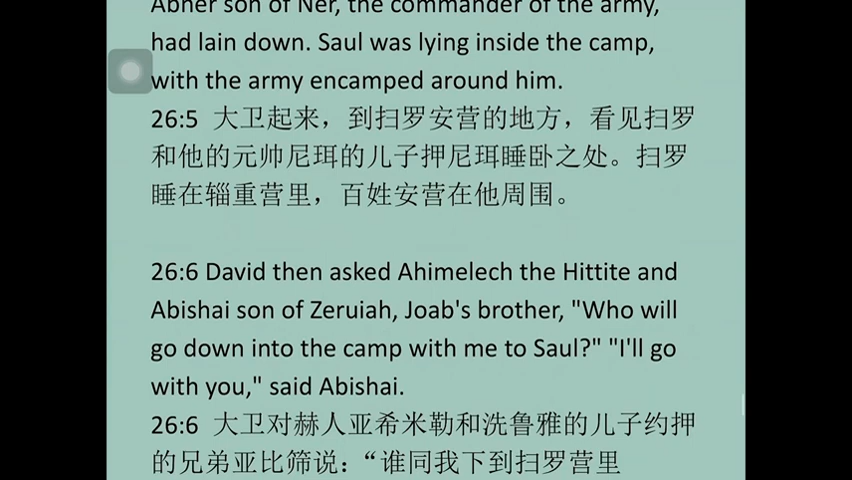 Abner son of Ner, the commander of the army,
had lain down. Saul was lying inside the camp,
with the army encamped around him.
26:5 大卫起来，到扫罗安营的地方，看见扫罗
和他的元帅尼珥的儿子押尼珥睡卧之处。扫罗
睡在辎重营里，百姓安营在他周围。
26:6 David then asked Ahimelech the Hittite and
Abishai son of Zeruiah, Joab's brother, "Who will
go down into the camp with me to Saul?" "I'll go
with you," said Abishai.
26:6 大卫对赫人亚希米勒和洗鲁雅的儿子约押
的兄弟亚比筛说：“谁同我下到扫罗营里